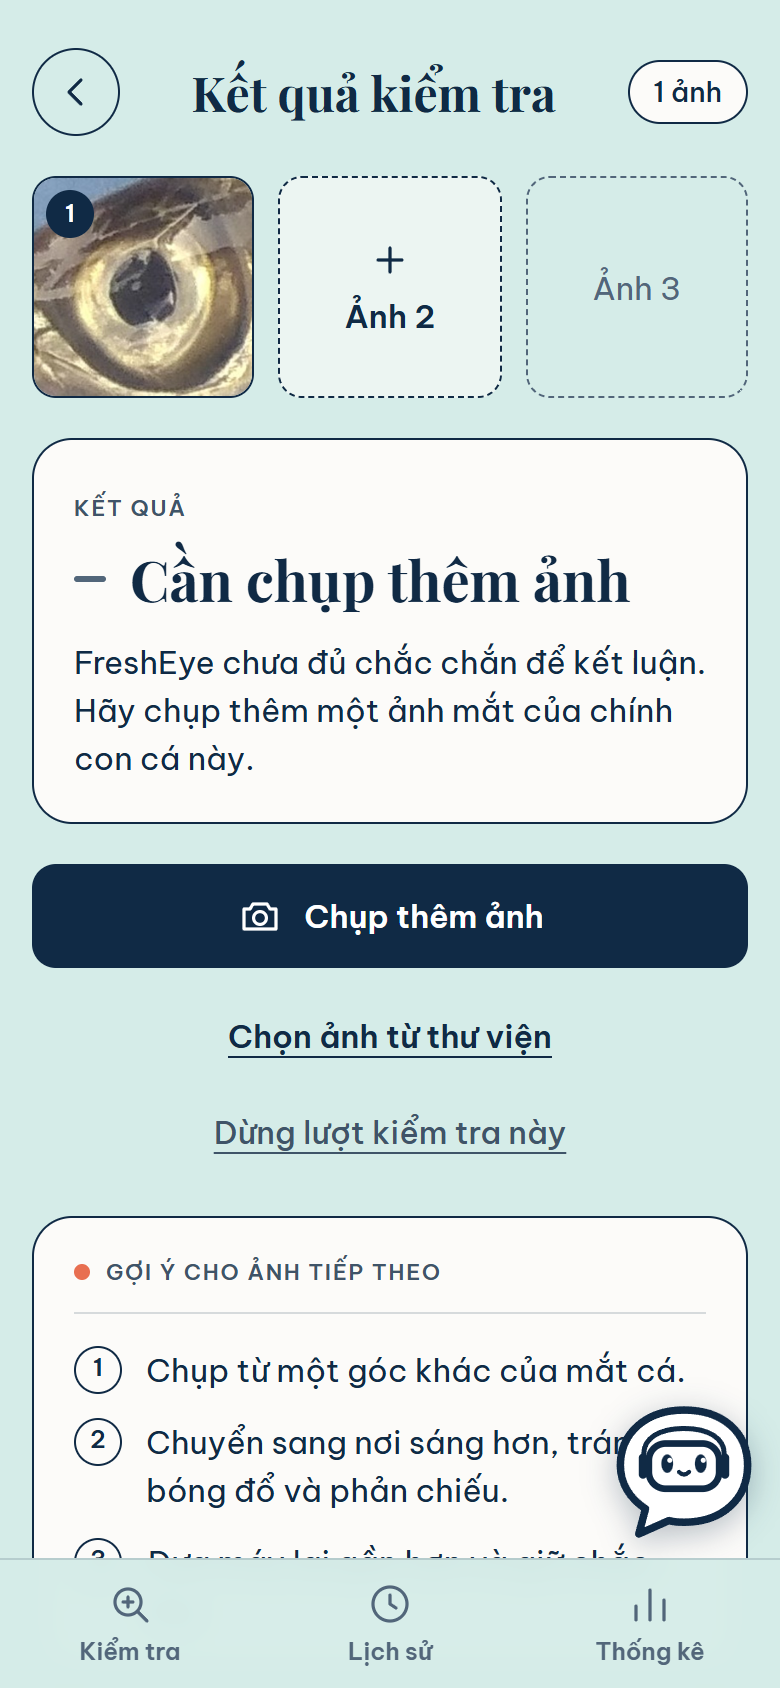 Kết quả kiểm tra
1 ảnh
1
Ảnh 2
Ảnh 3
KẾT QUẢ
Cần chụp thêm ảnh
FreshEye chưa đủ chắc chắn để kết luận.
Hãy chụp thêm một ảnh mắt của chính
con cá này.
Chụp thêm ảnh
Chọn ảnh từ thư viện
Dừng lượt kiểm tra này
GỢI Ý CHO ẢNH TIẾP THEO
1 Chụp từ một góc khác của mắt cá.
2 Chuyển sang nơi sáng hơn,
bóng đổ và phản chiếu.
3
Kiểm tra
Lịch sử
Thống kê